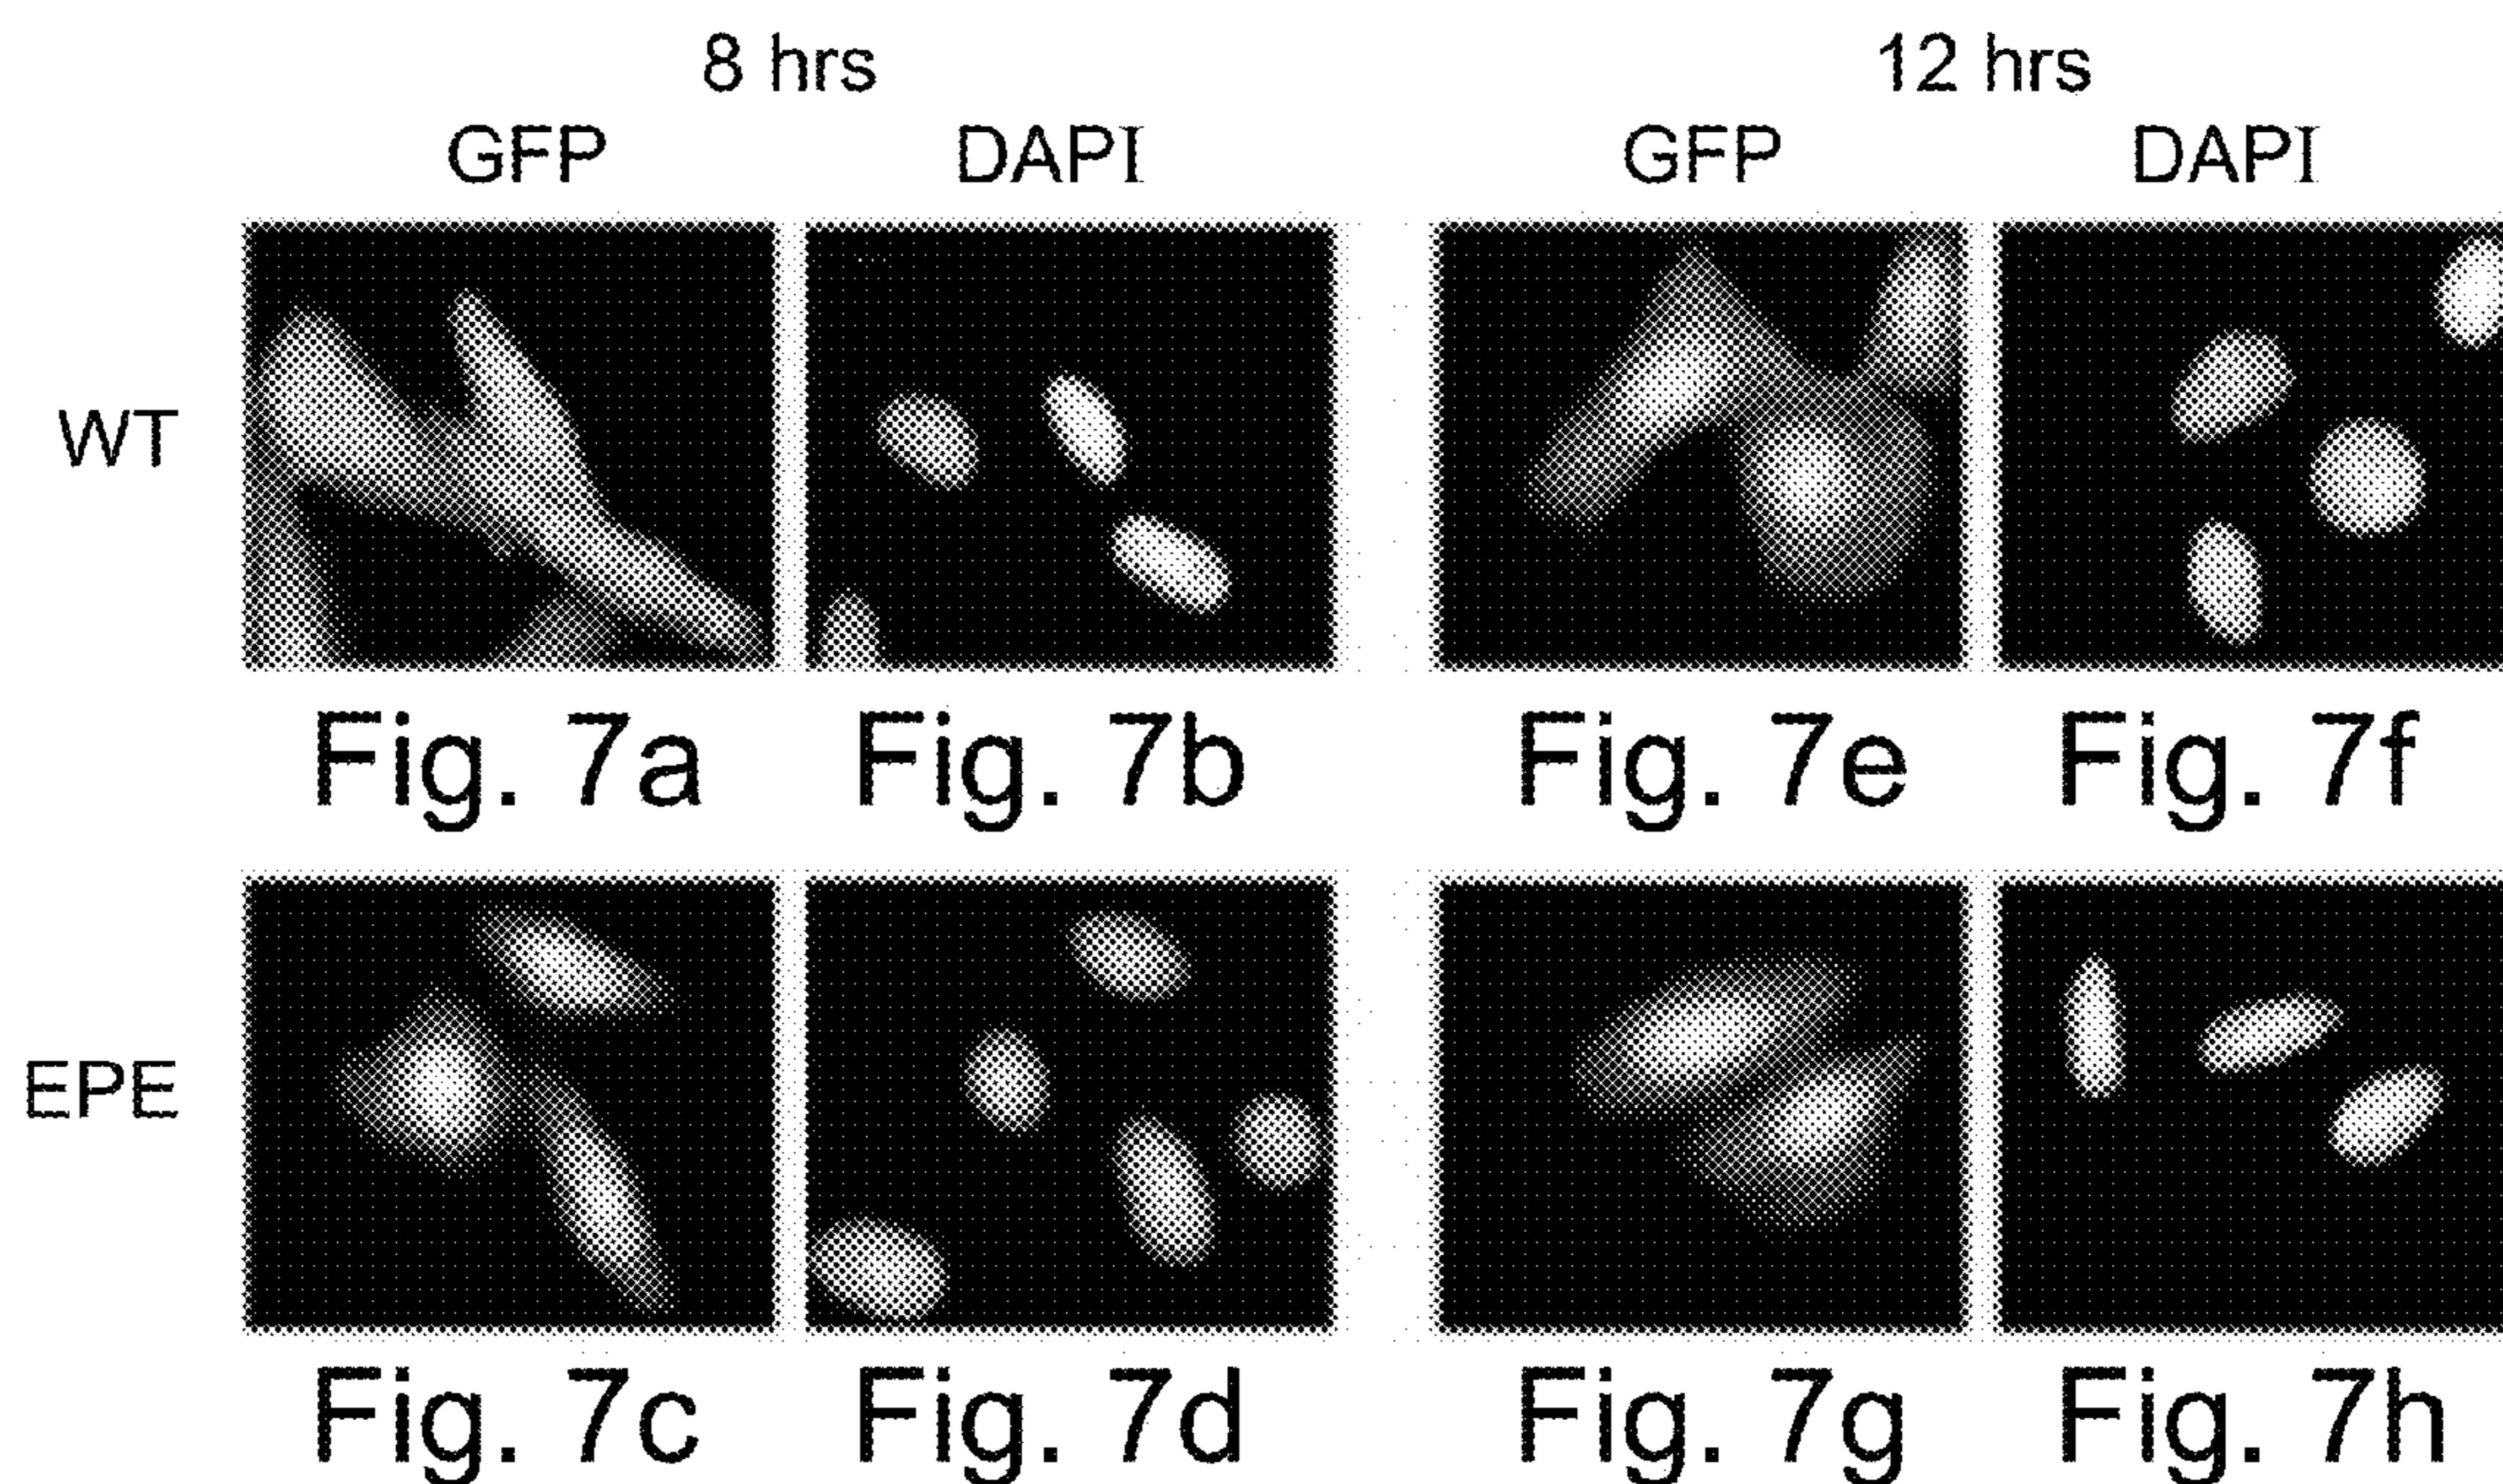 8 hrs 12 hrs
GFP DAPI GFP DAPI
WT
Fig. 7a Fig. 7b Fig. 7e Fig. 7f
EPE
Fig. 7c Fig. 7d Fig. 7g Fig. 7h